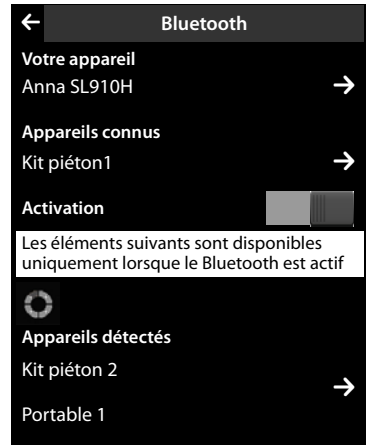 Bluetooth
Votre appareil
Anna SL910H
Appareils connus
Kit piéton1
Activation
Les éléments suivants sont disponibles
uniquement lorsque le Bluetooth est actif
Appareils détectés
Kit piéton 2
Portable 1